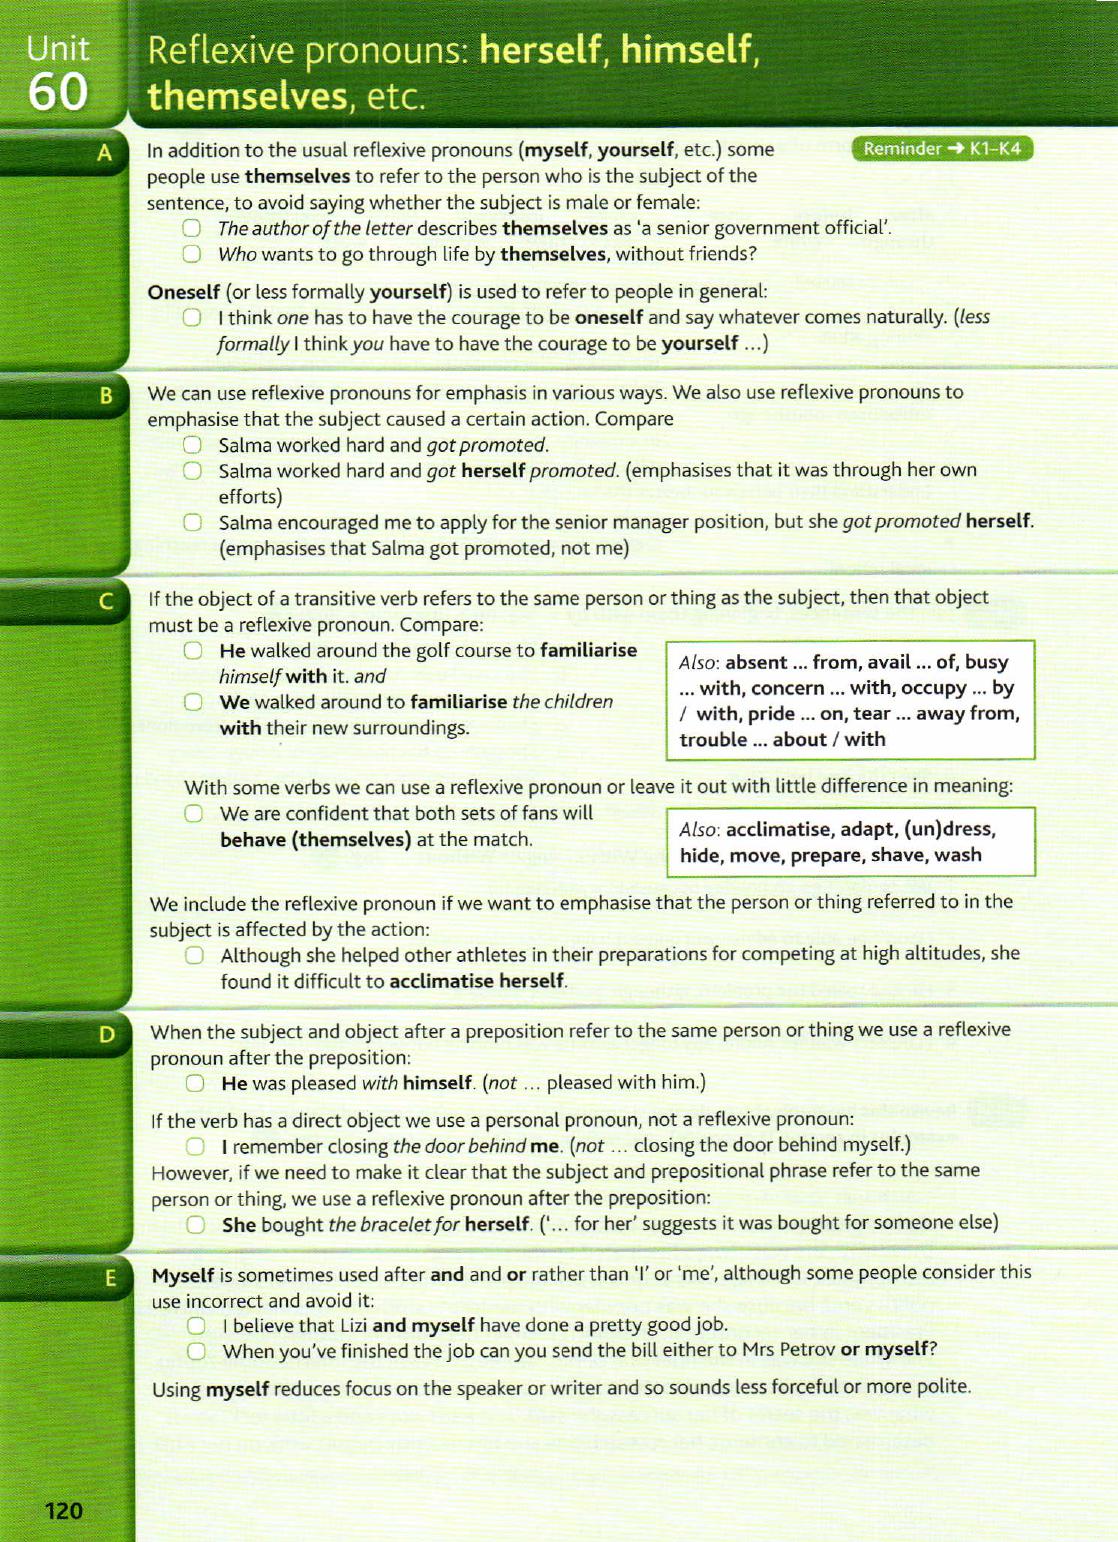 Unit
60
Reflexive pronouns: herself, himself,
themselves, etc.
A
In addition to the usual reflexive pronouns (myself, yourself, etc.) some
Reminder → K1–K4
people use themselves to refer to the person who is the subject of the
sentence, to avoid saying whether the subject is male or female:
The author of the letter describes themselves as 'a senior government official'.
Who wants to go through life by themselves, without friends?
Oneself (or less formally yourself) is used to refer to people in general:
I think one has to have the courage to be oneself and say whatever comes naturally. (less
formally I think you have to have the courage to be yourself ...)
B
We can use reflexive pronouns for emphasis in various ways. We also use reflexive pronouns to
emphasise that the subject caused a certain action. Compare
Salma worked hard and got promoted.
Salma worked hard and got herself promoted. (emphasises that it was through her own
efforts)
Salma encouraged me to apply for the senior manager position, but she got promoted herself.
(emphasises that Salma got promoted, not me)
C
If the object of a transitive verb refers to the same person or thing as the subject, then that object
must be a reflexive pronoun. Compare:
He walked around the golf course to familiarise
himself with it. and
We walked around to familiarise the children
with their new surroundings.
Also: absent ... from, avail ... of, busy
... with, concern ... with, occupy ... by
/ with, pride ... on, tear ... away from,
trouble ... about / with
With some verbs we can use a reflexive pronoun or leave it out with little difference in meaning:
We are confident that both sets of fans will
behave (themselves) at the match.
Also: acclimatise, adapt, (un)dress,
hide, move, prepare, shave, wash
We include the reflexive pronoun if we want to emphasise that the person or thing referred to in the
subject is affected by the action:
Although she helped other athletes in their preparations for competing at high altitudes, she
found it difficult to acclimatise herself.
D
When the subject and object after a preposition refer to the same person or thing we use a reflexive
pronoun after the preposition:
He was pleased with himself. (not ... pleased with him.)
If the verb has a direct object we use a personal pronoun, not a reflexive pronoun:
I remember closing the door behind me. (not ... closing the door behind myself.)
However, if we need to make it clear that the subject and prepositional phrase refer to the same
person or thing, we use a reflexive pronoun after the preposition:
She bought the bracelet for herself. ('... for her' suggests it was bought for someone else)
E
Myself is sometimes used after and and or rather than 'I' or 'me', although some people consider this
use incorrect and avoid it:
I believe that Lizi and myself have done a pretty good job.
When you've finished the job can you send the bill either to Mrs Petrov or myself?
Using myself reduces focus on the speaker or writer and so sounds less forceful or more polite.
120